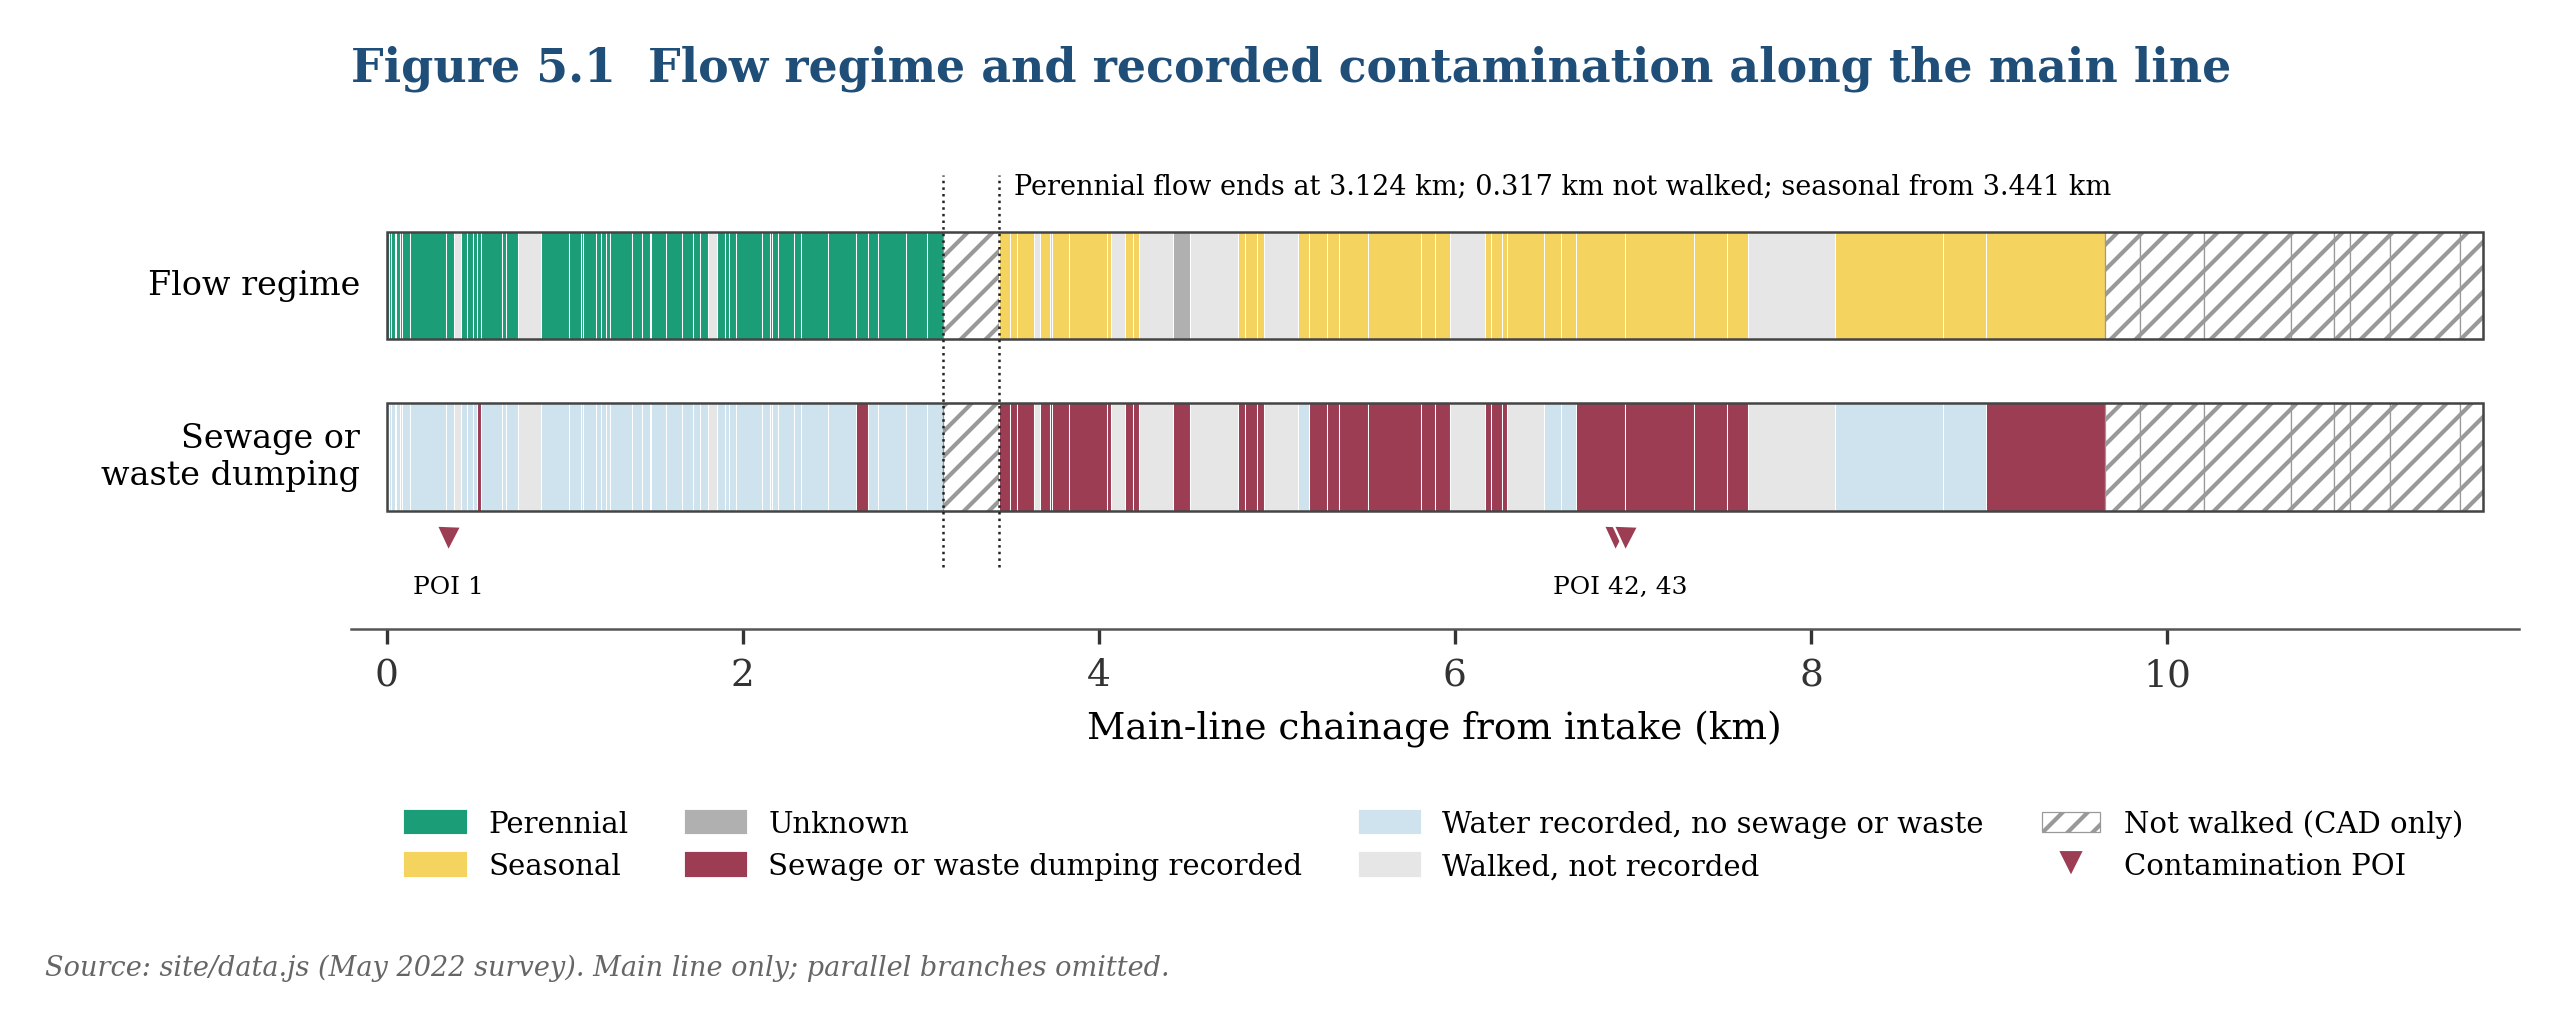 Figure 5.1  Flow regime and recorded contamination along the main line
Perennial flow ends at 3.124 km; 0.317 km not walked; seasonal from 3.441 km
Flow regime
Sewage or
waste dumping
POI 1
POI 42, 43
0 2 4 6 8 10
Main-line chainage from intake (km)
Perennial
Seasonal
Unknown
Sewage or waste dumping recorded
Water recorded, no sewage or waste
Walked, not recorded
Not walked (CAD only)
Contamination POI
Source: site/data.js (May 2022 survey). Main line only; parallel branches omitted.